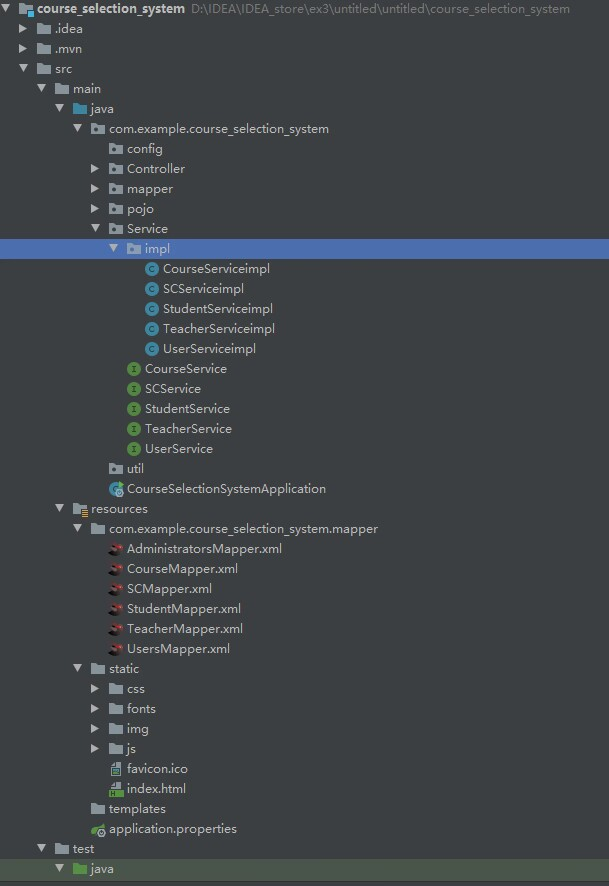 course_selection_system D:\IDEA\IDEA_store\ex3\untitled\untitled\course_selection_system
.idea
.mvn
src
main
java
com.example.course_selection_system
config
Controller
mapper
pojo
Service
impl
CourseServiceimpl
SCServiceimpl
StudentServiceimpl
TeacherServiceimpl
UserServiceimpl
CourseService
SCService
StudentService
TeacherService
UserService
util
CourseSelectionSystemApplication
resources
com.example.course_selection_system.mapper
AdministratorsMapper.xml
CourseMapper.xml
SCMapper.xml
StudentMapper.xml
TeacherMapper.xml
UsersMapper.xml
static
css
fonts
img
js
favicon.ico
index.html
templates
application.properties
test
java